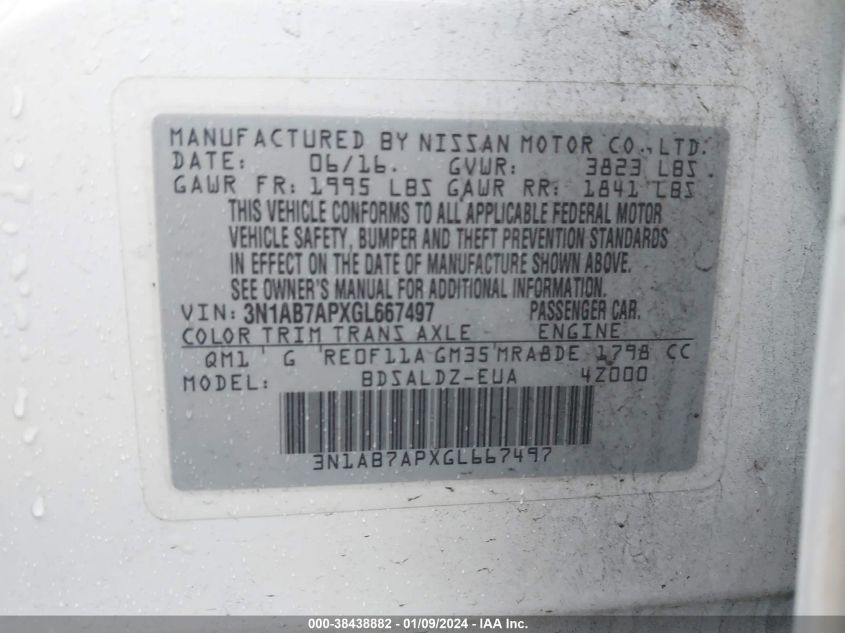 MANUFACTURED BY NISSAN MOTOR CO., LTD.
DATE: 06/16. GVWR: 3823 LBS.
GAWR FR: 1995 LBS GAWR RR: 1841 LBS
THIS VEHICLE CONFORMS TO ALL APPLICABLE FEDERAL MOTOR
VEHICLE SAFETY, BUMPER AND THEFT PREVENTION STANDARDS
IN EFFECT ON THE DATE OF MANUFACTURE SHOWN ABOVE.
SEE OWNER'S MANUAL FOR ADDITIONAL INFORMATION.
VIN: 3N1AB7APXGL667497 PASSENGER CAR.
COLOR TRIM TRANS AXLE ENGINE
QM1 G RE0F11A GM35 MRA8DE 1798 CC
MODEL: BDSALDZ-EUA 4Z000
3N1AB7APXGL667497
000-38438882 - 01/09/2024 - IAA Inc.